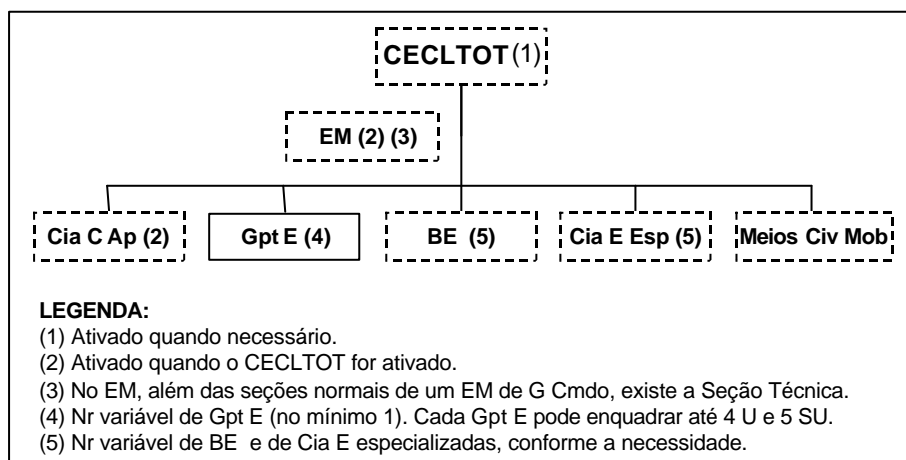 CECLTOT (1)
EM (2) (3)
Cia C Ap (2)
Gpt E (4)
BE (5)
Cia E Esp (5)
Meios Civ Mob
LEGENDA:
(1) Ativado quando necessário.
(2) Ativado quando o CECLTOT for ativado.
(3) No EM, além das seções normais de um EM de G Cmdo, existe a Seção Técnica.
(4) Nr variável de Gpt E (no mínimo 1). Cada Gpt E pode enquadrar até 4 U e 5 SU.
(5) Nr variável de BE e de Cia E especializadas, conforme a necessidade.